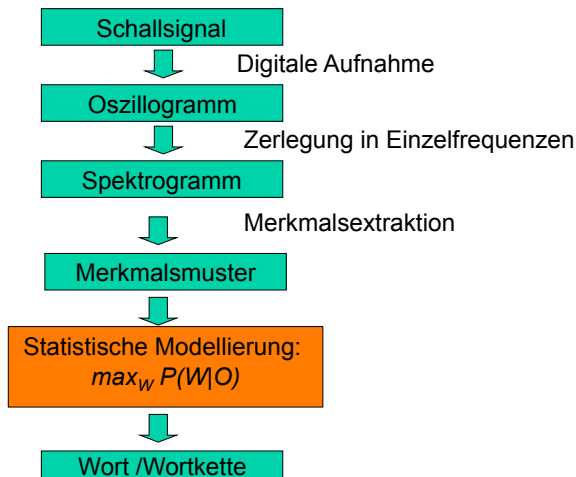 Schallsignal
Digitale Aufnahme
Oszillogramm
Zerlegung in Einzelfrequenzen
Spektrogramm
Merkmalsextraktion
Merkmalsmuster
Statistische Modellierung:
max_W P(W|O)
Wort /Wortkette